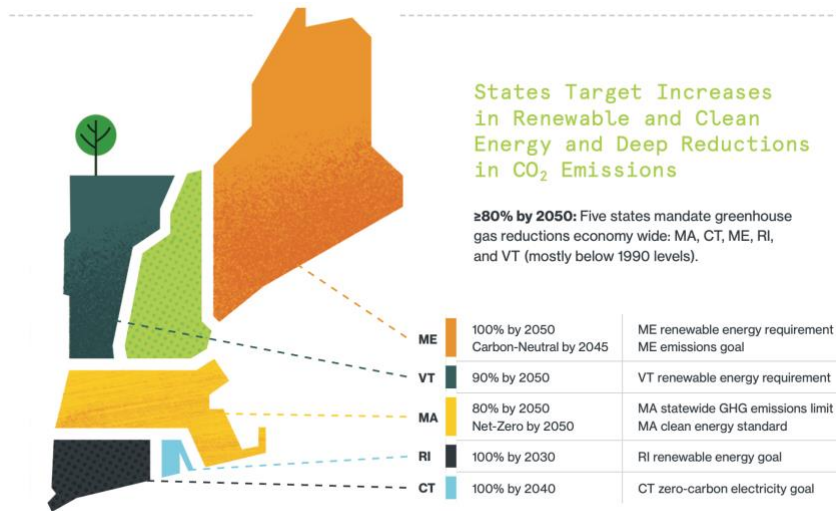 States Target Increases
in Renewable and Clean
Energy and Deep Reductions
in CO₂ Emissions
≥80% by 2050: Five states mandate greenhouse
gas reductions economy wide: MA, CT, ME, RI,
and VT (mostly below 1990 levels).
ME 100% by 2050 ME renewable energy requirement
Carbon-Neutral by 2045 ME emissions goal
VT 90% by 2050 VT renewable energy requirement
MA 80% by 2050 MA statewide GHG emissions limit
Net-Zero by 2050 MA clean energy standard
RI 100% by 2030 RI renewable energy goal
CT 100% by 2040 CT zero-carbon electricity goal